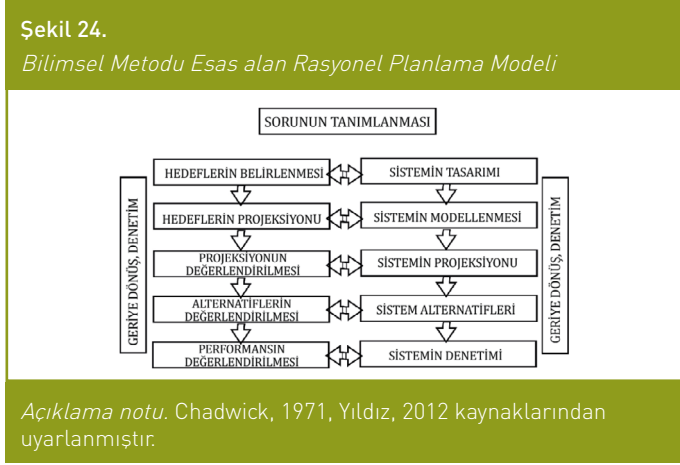 Şekil 24.
Bilimsel Metodu Esas alan Rasyonel Planlama Modeli
SORUNUN TANIMLANMASI
GERİYE DÖNÜŞ, DENETİM
HEDEFLERİN BELİRLENMESİ
SİSTEMİN TASARIMI
HEDEFLERİN PROJEKSİYONU
SİSTEMİN MODELLENMESİ
PROJEKSİYONUN
DEĞERLENDİRİLMESİ
SİSTEMİN PROJEKSİYONU
ALTERNATİFLERİN
DEĞERLENDİRİLMESİ
SİSTEM ALTERNATİFLERİ
PERFORMANSIN
DEĞERLENDİRİLMESİ
SİSTEMİN DENETİMİ
GERİYE DÖNÜŞ, DENETİM
Açıklama notu. Chadwick, 1971, Yıldız, 2012 kaynaklarından
uyarlanmıştır.